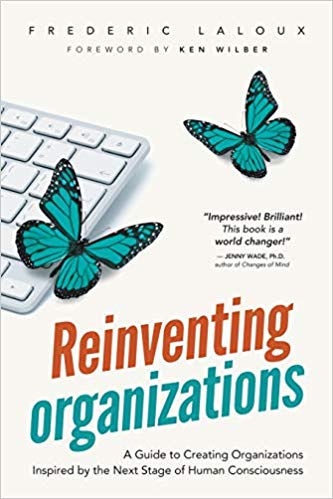 FREDERIC LALOUX
FOREWORD BY KEN WILBER
"Impressive! Brilliant!
This book is a
world changer!"
— JENNY WADE, Ph.D.
author of Changes of Mind
Reinventing
organizations
A Guide to Creating Organizations
Inspired by the Next Stage of Human Consciousness